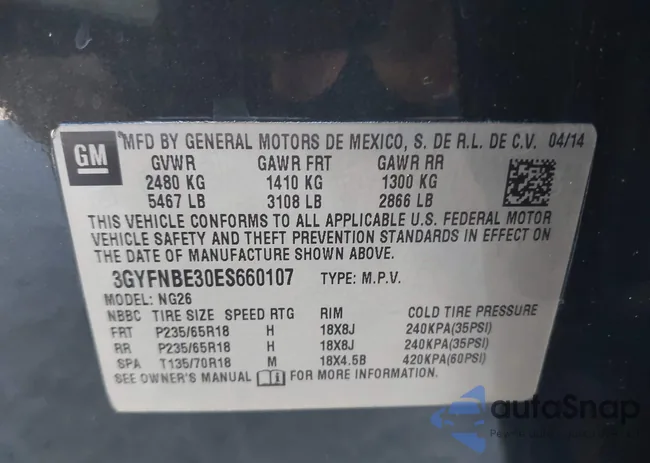 GM
MFD BY GENERAL MOTORS DE MEXICO, S. DE R.L. DE C.V. 04/14
GVWR GAWR FRT GAWR RR
2480 KG 1410 KG 1300 KG
5467 LB 3108 LB 2866 LB
THIS VEHICLE CONFORMS TO ALL APPLICABLE U.S. FEDERAL MOTOR
VEHICLE SAFETY AND THEFT PREVENTION STANDARDS IN EFFECT ON
THE DATE OF MANUFACTURE SHOWN ABOVE.
3GYFNBE30ES660107 TYPE: M.P.V.
MODEL: NG26
NBBC TIRE SIZE SPEED RTG RIM COLD TIRE PRESSURE
FRT P235/65R18 H 18X8J 240KPA(35PSI)
RR P235/65R18 H 18X8J 240KPA(35PSI)
SPA T135/70R18 M 18X4.5B 420KPA(60PSI)
SEE OWNER'S MANUAL FOR MORE INFORMATION.
autoSnap